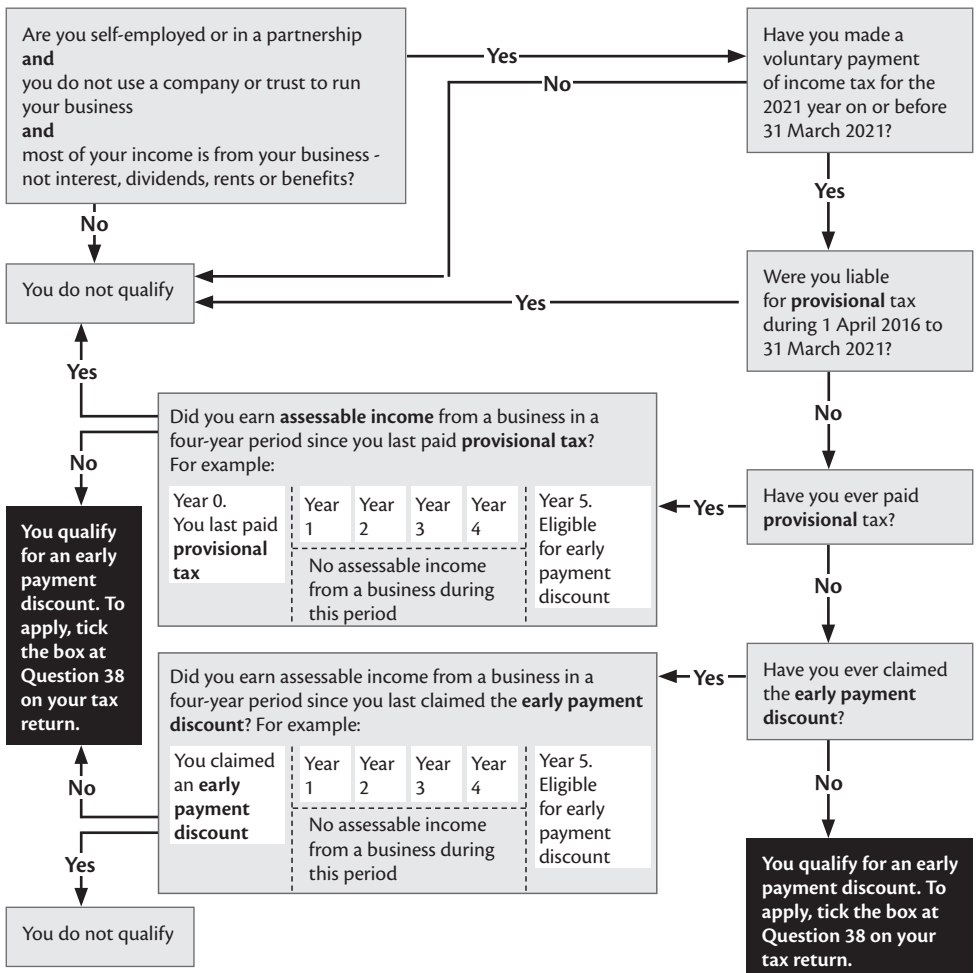 Are you self-employed or in a partnership
and
you do not use a company or trust to run
your business
and
most of your income is from your business -
not interest, dividends, rents or benefits?
Yes
No
Have you made a
voluntary payment
of income tax for the
2021 year on or before
31 March 2021?
No
Yes
You do not qualify
Yes
Were you liable
for provisional tax
during 1 April 2016 to
31 March 2021?
Yes
No
Did you earn assessable income from a business in a
four-year period since you last paid provisional tax?
For example:
Year 0.
You last paid
provisional
tax
Year
1
Year
2
Year
3
Year
4
No assessable income
from a business during
this period
Year 5.
Eligible
for early
payment
discount
Yes
Have you ever paid
provisional tax?
No
No
You qualify
for an early
payment
discount. To
apply, tick
the box at
Question 38
on your tax
return.
Did you earn assessable income from a business in a
four-year period since you last claimed the early payment
discount? For example:
You claimed
an early
payment
discount
Year
1
Year
2
Year
3
Year
4
No assessable income
from a business during
this period
Year 5.
Eligible
for early
payment
discount
Yes
Have you ever claimed
the early payment
discount?
No
No
Yes
You do not qualify
You qualify for an early
payment discount. To
apply, tick the box at
Question 38 on your
tax return.